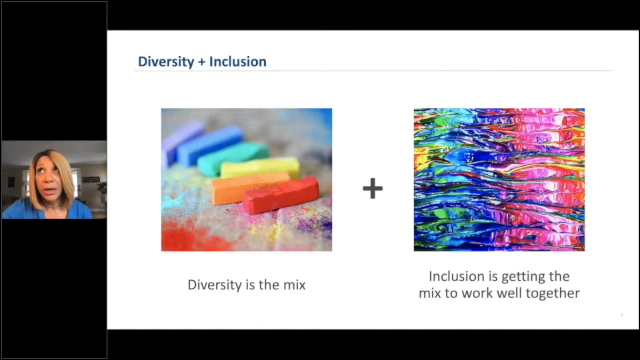 Diversity + Inclusion
+
Diversity is the mix
Inclusion is getting the
mix to work well together